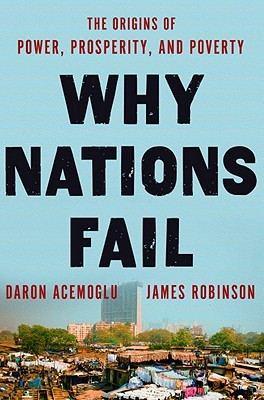 THE ORIGINS OF
POWER, PROSPERITY, AND POVERTY
WHY
NATIONS
FAIL
DARON ACEMOGLU JAMES ROBINSON